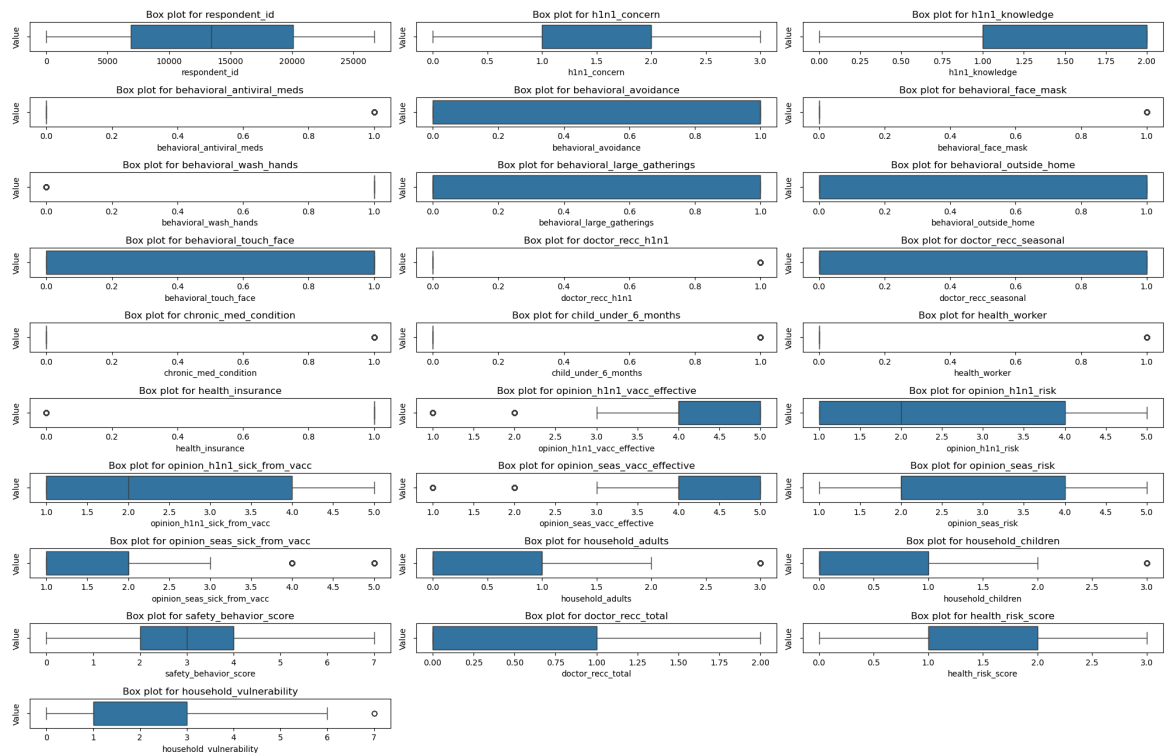 Box plot for respondent_id
Value
0 5000 10000 15000 20000 25000
respondent_id
Box plot for h1n1_concern
Value
0.0 0.5 1.0 1.5 2.0 2.5 3.0
h1n1_concern
Box plot for h1n1_knowledge
Value
0.00 0.25 0.50 0.75 1.00 1.25 1.50 1.75 2.00
h1n1_knowledge
Box plot for behavioral_antiviral_meds
Value
0.0 0.2 0.4 0.6 0.8 1.0
behavioral_antiviral_meds
Box plot for behavioral_avoidance
Value
0.0 0.2 0.4 0.6 0.8 1.0
behavioral_avoidance
Box plot for behavioral_face_mask
Value
0.0 0.2 0.4 0.6 0.8 1.0
behavioral_face_mask
Box plot for behavioral_wash_hands
Value
0.0 0.2 0.4 0.6 0.8 1.0
behavioral_wash_hands
Box plot for behavioral_large_gatherings
Value
0.0 0.2 0.4 0.6 0.8 1.0
behavioral_large_gatherings
Box plot for behavioral_outside_home
Value
0.0 0.2 0.4 0.6 0.8 1.0
behavioral_outside_home
Box plot for behavioral_touch_face
Value
0.0 0.2 0.4 0.6 0.8 1.0
behavioral_touch_face
Box plot for doctor_recc_h1n1
Value
0.0 0.2 0.4 0.6 0.8 1.0
doctor_recc_h1n1
Box plot for doctor_recc_seasonal
Value
0.0 0.2 0.4 0.6 0.8 1.0
doctor_recc_seasonal
Box plot for chronic_med_condition
Value
0.0 0.2 0.4 0.6 0.8 1.0
chronic_med_condition
Box plot for child_under_6_months
Value
0.0 0.2 0.4 0.6 0.8 1.0
child_under_6_months
Box plot for health_worker
Value
0.0 0.2 0.4 0.6 0.8 1.0
health_worker
Box plot for health_insurance
Value
0.0 0.2 0.4 0.6 0.8 1.0
health_insurance
Box plot for opinion_h1n1_vacc_effective
Value
1.0 1.5 2.0 2.5 3.0 3.5 4.0 4.5 5.0
opinion_h1n1_vacc_effective
Box plot for opinion_h1n1_risk
Value
1.0 1.5 2.0 2.5 3.0 3.5 4.0 4.5 5.0
opinion_h1n1_risk
Box plot for opinion_h1n1_sick_from_vacc
Value
1.0 1.5 2.0 2.5 3.0 3.5 4.0 4.5 5.0
opinion_h1n1_sick_from_vacc
Box plot for opinion_seas_vacc_effective
Value
1.0 1.5 2.0 2.5 3.0 3.5 4.0 4.5 5.0
opinion_seas_vacc_effective
Box plot for opinion_seas_risk
Value
1.0 1.5 2.0 2.5 3.0 3.5 4.0 4.5 5.0
opinion_seas_risk
Box plot for opinion_seas_sick_from_vacc
Value
1.0 1.5 2.0 2.5 3.0 3.5 4.0 4.5 5.0
opinion_seas_sick_from_vacc
Box plot for household_adults
Value
0.0 0.5 1.0 1.5 2.0 2.5 3.0
household_adults
Box plot for household_children
Value
0.0 0.5 1.0 1.5 2.0 2.5 3.0
household_children
Box plot for safety_behavior_score
Value
0 1 2 3 4 5 6 7
safety_behavior_score
Box plot for doctor_recc_total
Value
0.00 0.25 0.50 0.75 1.00 1.25 1.50 1.75 2.00
doctor_recc_total
Box plot for health_risk_score
Value
0.0 0.5 1.0 1.5 2.0 2.5 3.0
health_risk_score
Box plot for household_vulnerability
Value
0 1 2 3 4 5 6 7
household_vulnerability